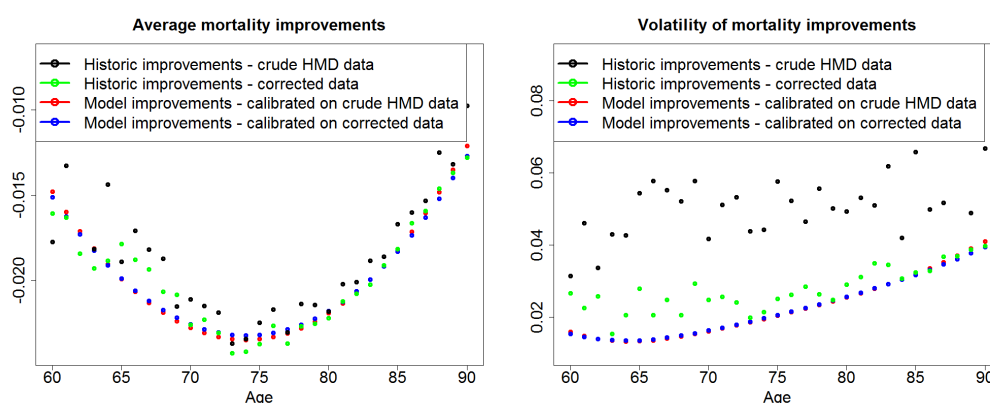 Average mortality improvements
Historic improvements - crude HMD data
Historic improvements - corrected data
Model improvements - calibrated on crude HMD data
Model improvements - calibrated on corrected data
-0.010
-0.015
-0.020
60 65 70 75 80 85 90
Age
Volatility of mortality improvements
Historic improvements - crude HMD data
Historic improvements - corrected data
Model improvements - calibrated on crude HMD data
Model improvements - calibrated on corrected data
0.08
0.06
0.04
0.02
60 65 70 75 80 85 90
Age